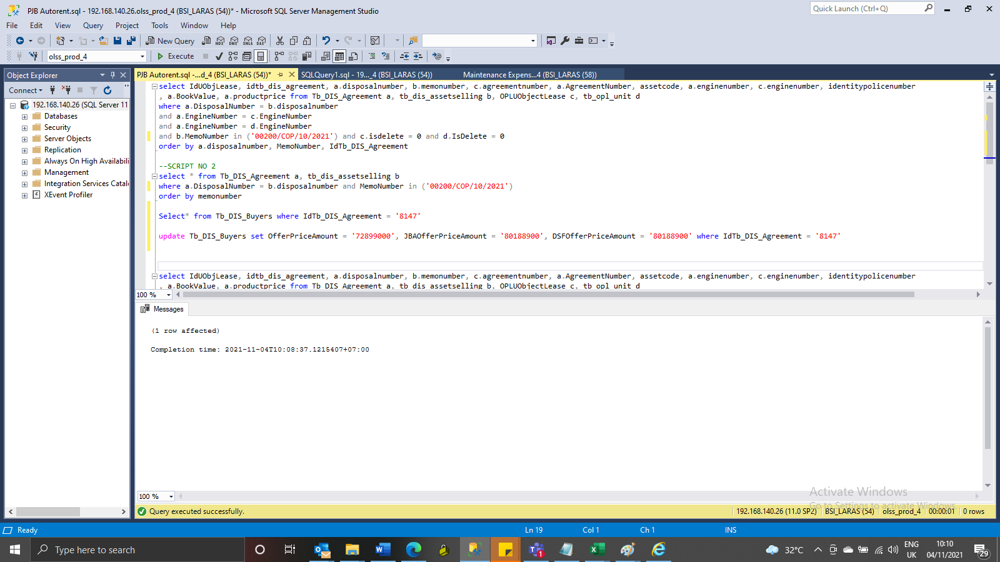 PJB Autorent.sql - 192.168.140.26.olss_prod_4 (BSI_LARAS (54))* - Microsoft SQL Server Management Studio
Quick Launch (Ctrl+Q)
File Edit View Query Project Tools Window Help
New Query
MDX DMX XMLA DAX
olss_prod_4
Execute
Object Explorer
PJB Autorent.sql -...d_4 (BSI_LARAS (54))*
SQLQuery1.sql - 19..._4 (BSI_LARAS (54))
Maintenance Expens...4 (BSI_LARAS (58))
Connect
192.168.140.26 (SQL Server 11
Databases
Security
Server Objects
Replication
Always On High Availabili
Management
Integration Services Catal
XEvent Profiler
select IdUObjLease, idtb_dis_agreement, a.disposalnumber, b.memonumber, c.agreementnumber, a.AgreementNumber, assetcode, a.enginenumber, c.enginenumber, identitypolicenumber
, a.BookValue, a.productprice from Tb_DIS_Agreement a, tb_dis_assetselling b, OPLUObjectLease c, tb_opl_unit d
where a.DisposalNumber = b.disposalnumber
and a.EngineNumber = c.EngineNumber
and a.EngineNumber = d.EngineNumber
and b.MemoNumber in ('00200/COP/10/2021') and c.isdelete = 0 and d.IsDelete = 0
order by a.disposalnumber, MemoNumber, IdTb_DIS_Agreement
--SCRIPT NO 2
select * from Tb_DIS_Agreement a, tb_dis_assetselling b
where a.DisposalNumber = b.disposalnumber and MemoNumber in ('00200/COP/10/2021')
order by memonumber
Select* from Tb_DIS_Buyers where IdTb_DIS_Agreement = '8147'
update Tb_DIS_Buyers set OfferPriceAmount = '72899000', JBAOfferPriceAmount = '80188900', DSFOfferPriceAmount = '80188900' where IdTb_DIS_Agreement = '8147'
select IdUObjLease, idtb_dis_agreement, a.disposalnumber, b.memonumber, c.agreementnumber, a.AgreementNumber, assetcode, a.enginenumber, c.enginenumber, identitypolicenumber
, a.BookValue, a.productprice from Tb_DIS_Agreement a, tb_dis_assetselling b, OPLUObjectLease c, tb_opl_unit d
100 %
Messages
(1 row affected)
Completion time: 2021-11-04T10:08:37.1215407+07:00
100 %
Activate Windows
Go to Settings to activate Windows.
Query executed successfully.
192.168.140.26 (11.0 SP2) BSI_LARAS (54) olss_prod_4 00:00:01 0 rows
Ready
Ln 19 Col 1 Ch 1 INS
Type here to search
1
32°C
ENG
UK
10:10
04/11/2021
29